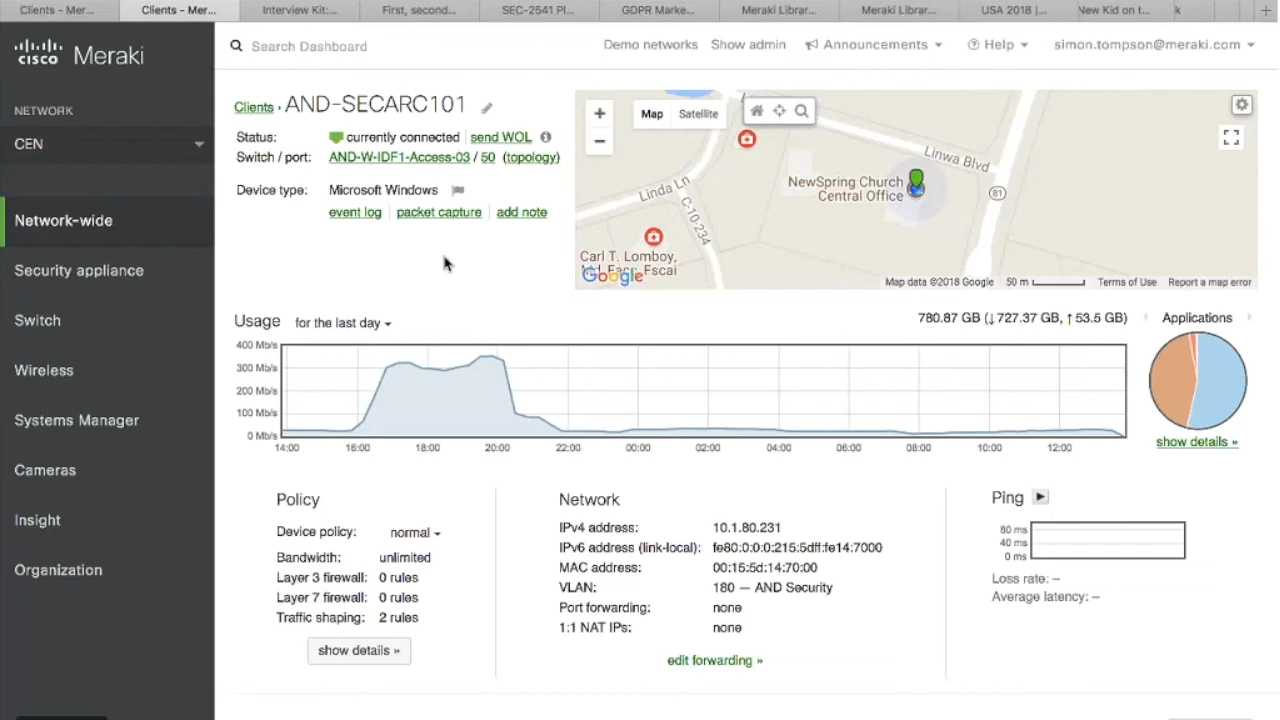 Clients - Mer...
Clients - Mer...
Interview Kit:...
First, second...
SEC-2541 Pl...
GDPR Marke...
Meraki Librar...
Meraki Librar...
USA 2018 |...
New Kid on t...
k
+
cisco Meraki
Search Dashboard
Demo networks
Show admin
Announcements
Help
simon.tompson@meraki.com
NETWORK
CEN
Network-wide
Security appliance
Switch
Wireless
Systems Manager
Cameras
Insight
Organization
Clients › AND-SECARC101
Status: currently connected send WOL
Switch / port: AND-W-IDF1-Access-03 / 50 (topology)
Device type: Microsoft Windows
event log packet capture add note
+
−
Map Satellite
Linwa Blvd
NewSpring Church
Central Office
81
Linda Ln
C-10-234
Carl T. Lomboy,
Google
Map data ©2018 Google 50 m Terms of Use Report a map error
Usage for the last day
780.87 GB (↓727.37 GB, ↑53.5 GB)
Applications
show details »
400 Mb/s
300 Mb/s
200 Mb/s
100 Mb/s
0 Mb/s
14:00 16:00 18:00 20:00 22:00 00:00 02:00 04:00 06:00 08:00 10:00 12:00
Policy
Device policy: normal
Bandwidth: unlimited
Layer 3 firewall: 0 rules
Layer 7 firewall: 0 rules
Traffic shaping: 2 rules
show details »
Network
IPv4 address: 10.1.80.231
IPv6 address (link-local): fe80:0:0:0:215:5dff:fe14:7000
MAC address: 00:15:5d:14:70:00
VLAN: 180 — AND Security
Port forwarding: none
1:1 NAT IPs: none
edit forwarding »
Ping
80 ms
40 ms
0 ms
Loss rate: –
Average latency: –